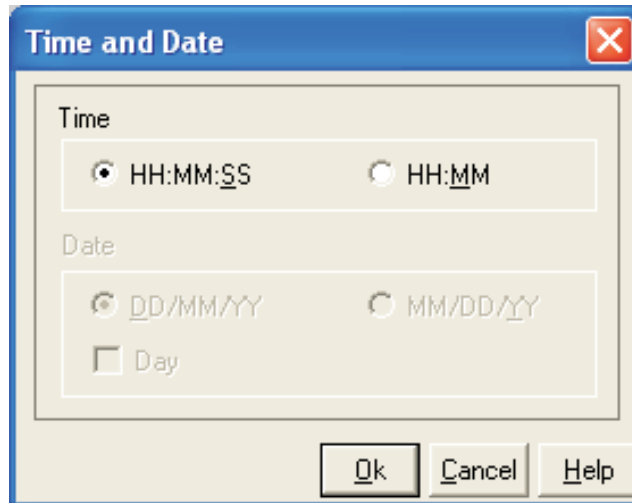 Time and Date
Time
HH:MM:SS HH:MM
Date
DD/MM/YY MM/DD/YY
Day
Ok Cancel Help